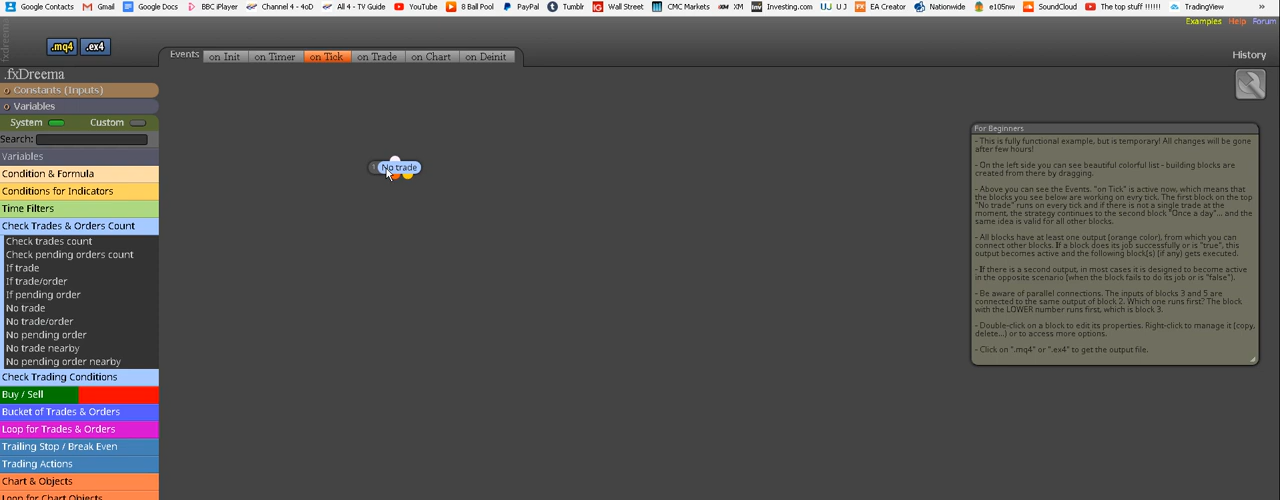 Google Contacts Gmail Google Docs BBC iPlayer Channel 4 - 4oD All 4 - TV Guide YouTube 8 Ball Pool PayPal Tumblr Wall Street CMC Markets XM Investing.com U J EA Creator Nationwide e105nw SoundCloud The top stuff !!!!!! TradingView »
Examples Help Forum
.mq4 .ex4 Events on Init on Timer on Tick on Trade on Chart on Deinit History
.fxDreema
Constants (Inputs)
Variables
System Custom
Search:
Variables
Condition & Formula
Conditions for Indicators
Time Filters
Check Trades & Orders Count
Check trades count
Check pending orders count
If trade
If trade/order
If pending order
No trade
No trade/order
No pending order
No trade nearby
No pending order nearby
Check Trading Conditions
Buy / Sell
Bucket of Trades & Orders
Loop for Trades & Orders
Trailing Stop / Break Even
Trading Actions
Chart & Objects
Loop for Chart Objects
1 No trade
For Beginners
- This is fully functional example, but is temporary! All changes will be gone
after few hours!
- On the left side you can see beautiful colorful list - building blocks are
created from there by dragging.
- Above you can see the Events. "on Tick" is active now, which means that
the blocks you see below are working on evry tick. The first block on the top
"No trade" runs on every tick and if there is not a single trade at the
moment, the strategy continues to the second block "Once a day"... and the
same idea is valid for all other blocks.
- All blocks have at least one output (orange color), from which you can
connect other blocks. If a block does its job successfully or is "true", this
output becomes active and the following block(s) (if any) gets executed.
- If there is a second output, in most cases it is designed to become active
in the opposite scenario (when the block fails to do its job or is "false").
- Be aware of parallel connections. The inputs of blocks 3 and 5 are
connected to the same output of block 2. Which one runs first? The block
with the LOWER number runs first, which is block 3.
- Double-click on a block to edit its properties. Right-click to manage it (copy,
delete...) or to access more options.
- Click on ".mq4" or ".ex4" to get the output file.